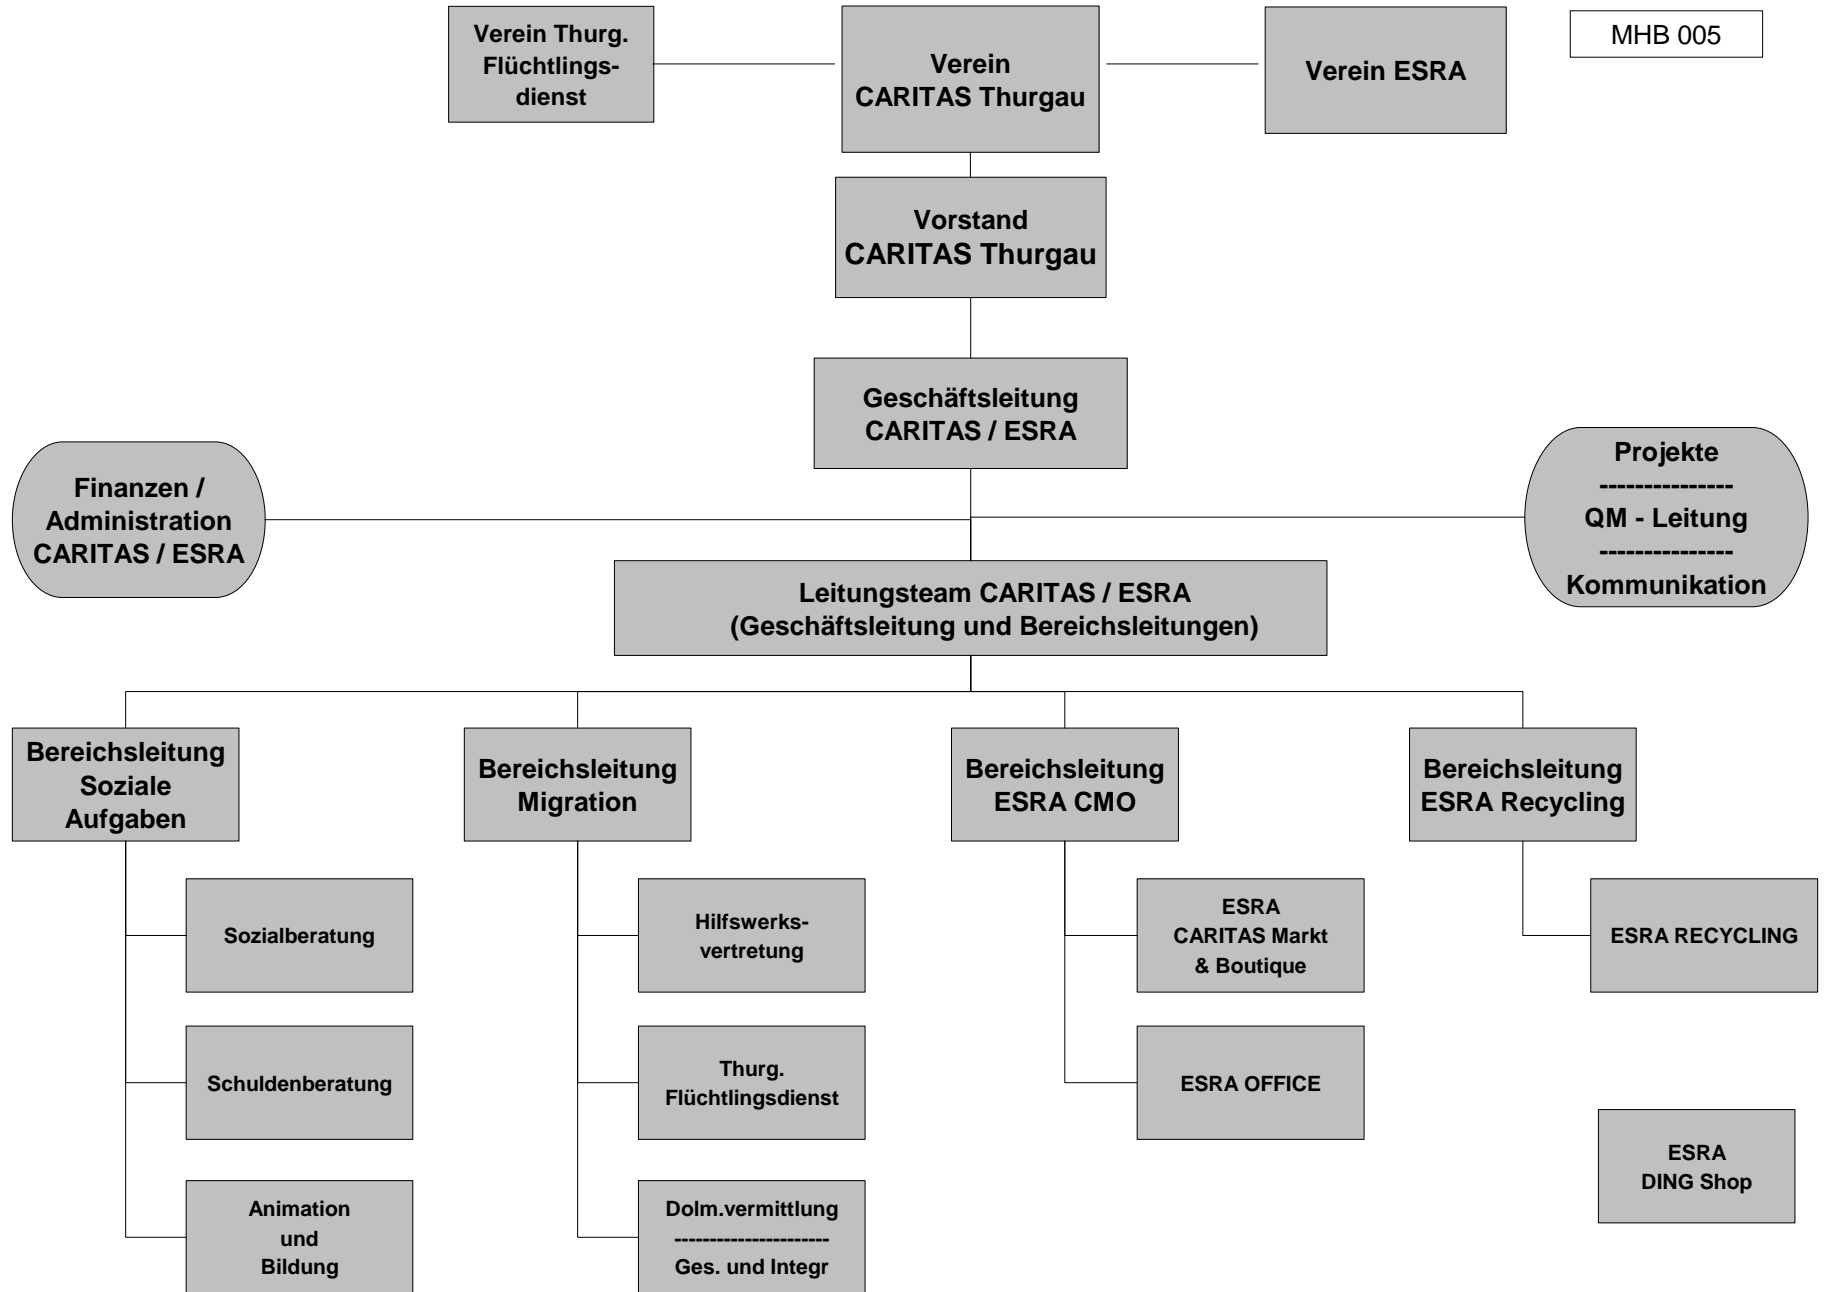 Verein Thurg.
Flüchtlings-
dienst
Verein
CARITAS Thurgau
Verein ESRA
MHB 005
Vorstand
CARITAS Thurgau
Geschäftsleitung
CARITAS / ESRA
Finanzen /
Administration
CARITAS / ESRA
Projekte
---------------
QM - Leitung
---------------
Kommunikation
Leitungsteam CARITAS / ESRA
(Geschäftsleitung und Bereichsleitungen)
Bereichsleitung
Soziale
Aufgaben
Bereichsleitung
Migration
Bereichsleitung
ESRA CMO
Bereichsleitung
ESRA Recycling
Sozialberatung
Hilfswerks-
vertretung
ESRA
CARITAS Markt
& Boutique
ESRA RECYCLING
Schuldenberatung
Thurg.
Flüchtlingsdienst
ESRA OFFICE
ESRA
DING Shop
Animation
und
Bildung
Dolm.vermittlung
----------------------
Ges. und Integr